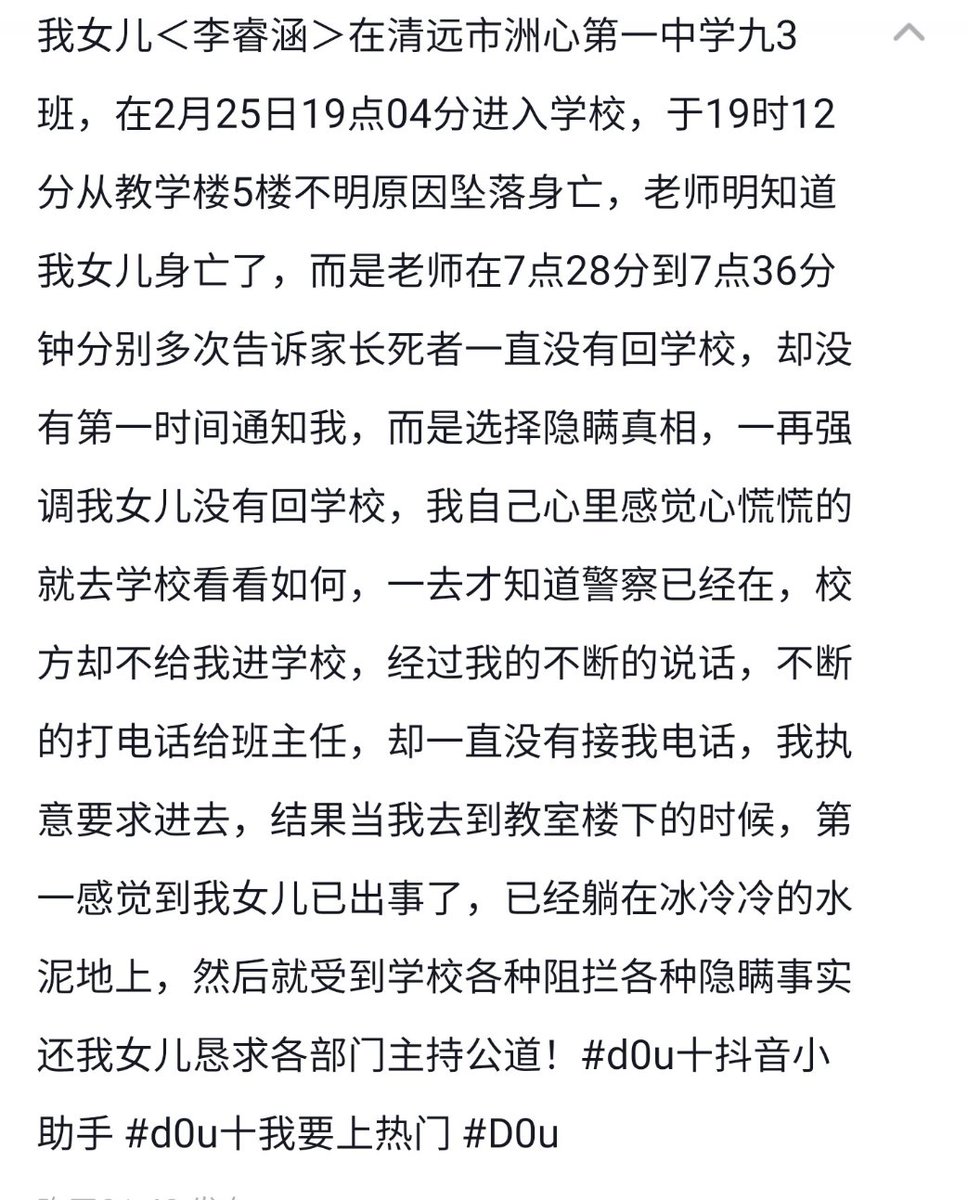 我女儿＜李睿涵＞在清远市洲心第一中学九3
班，在2月25日19点04分进入学校，于19时12
分从教学楼5楼不明原因坠落身亡，老师明知道
我女儿身亡了，而是老师在7点28分到7点36分
钟分别多次告诉家长死者一直没有回学校，却没
有第一时间通知我，而是选择隐瞒真相，一再强
调我女儿没有回学校，我自己心里感觉心慌慌的
就去学校看看如何，一去才知道警察已经在，校
方却不给我进学校，经过我的不断的说话，不断
的打电话给班主任，却一直没有接我电话，我执
意要求进去，结果当我去到教室楼下的时候，第
一感觉到我女儿已出事了，已经躺在冰冷冷的水
泥地上，然后就受到学校各种阻拦各种隐瞒事实
还我女儿恳求各部门主持公道！#d0u十抖音小
助手 #d0u十我要上热门 #D0u